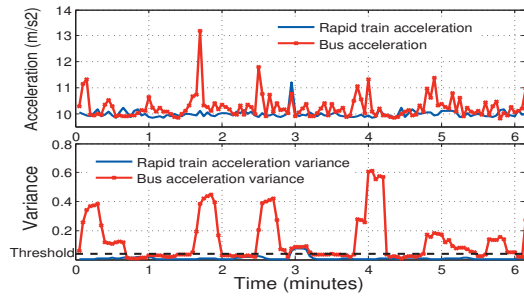 14
13
12
11
10
Acceleration (m/s2)
Rapid train acceleration
Bus acceleration
0 1 2 3 4 5 6
0.8
0.6
0.4
0.2
Threshold
Variance
Rapid train acceleration variance
Bus acceleration variance
0 1 2 3 4 5 6
Time (minutes)